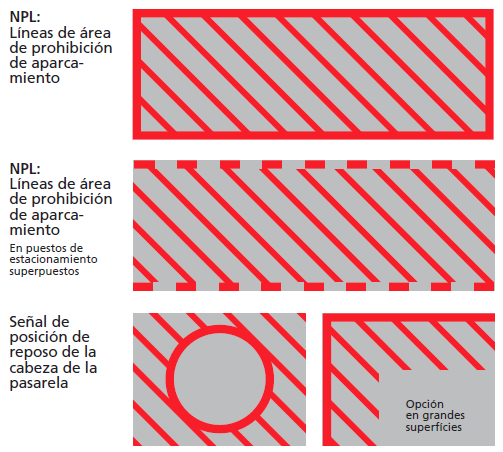 NPL:
Líneas de área
de prohibición
de aparca-
miento
NPL:
Líneas de área
de prohibición
de aparca-
miento
En puestos de
estacionamiento
superpuestos
Señal de
posición de
reposo de la
cabeza de la
pasarela
Opción
en grandes
superfícies